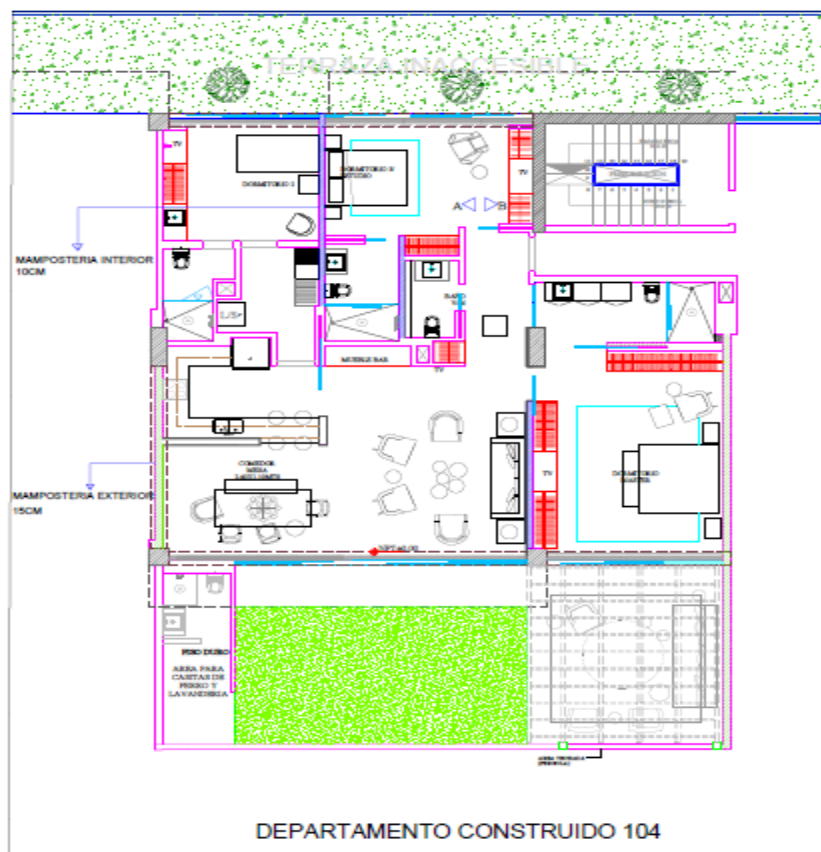 TERRAZA INACCESIBLE
TV
DORMITORIO 2
DORMITORIO 3/
ESTUDIO
A
B
TV
MAMPOSTERIA INTERIOR
10CM
BAÑO
MUEBLE BAR
TV
COMEDOR
MESA
MAMPOSTERIA EXTERIOR
15CM
TV
DORMITORIO
MASTER
PISO DURO
AREA PARA
CASITAS DE
PERRO Y
LAVANDERIA
DEPARTAMENTO CONSTRUIDO 104